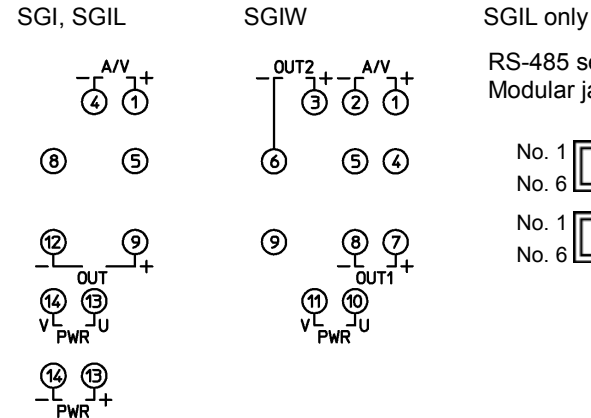 SGI, SGIL
A/V
− +
4 1
8 5
12 9
− OUT +
14 13
V PWR U
14 13
− PWR +
SGIW
OUT2 A/V
− + − +
3 2 1
6 5 4
9 8 7
− OUT1 +
11 10
V PWR U
SGIL only
RS-485
Modular
No. 1
No. 6
No. 1
No. 6